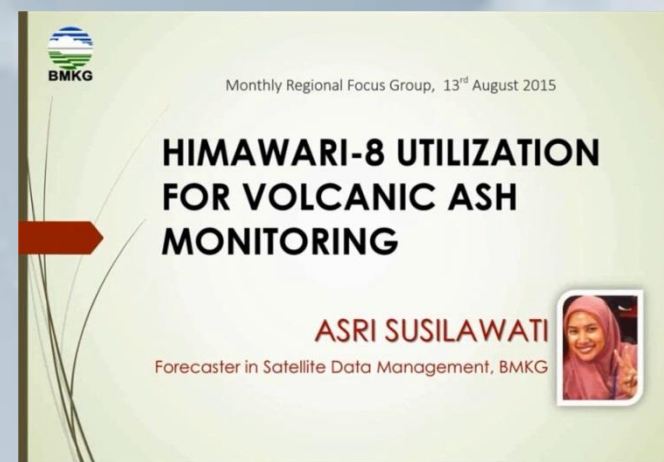 BMKG
Monthly Regional Focus Group, 13rd August 2015
HIMAWARI-8 UTILIZATION
FOR VOLCANIC ASH
MONITORING
ASRI SUSILAWATI
Forecaster in Satellite Data Management, BMKG